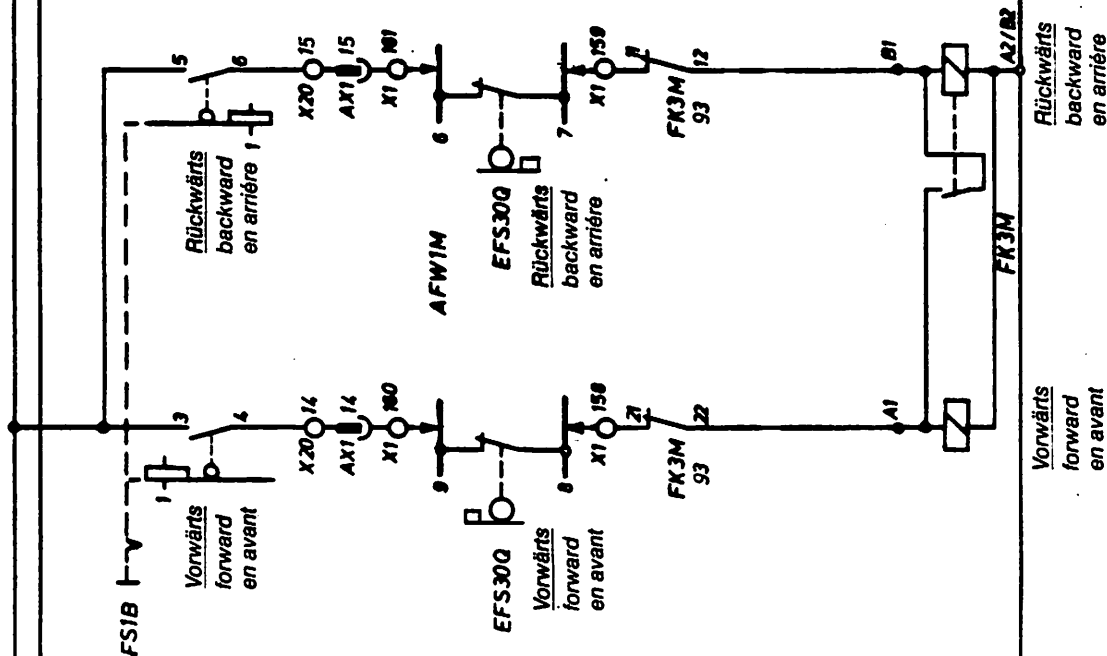 FS1B
Vorwärts
forward
en avant
1
3
4
X20
14
AX1
14
X1
160
9
EFS30Q
Vorwärts
forward
en avant
8
X1
158
21
22
FK3M
93
A1
Vorwärts
forward
en avant
Rückwärts
backward
en arriére
1
5
6
X20
15
AX1
15
X1
161
6
AFW1M
EFS30Q
Rückwärts
backward
en arriére
7
X1
159
11
12
FK3M
93
B1
FK3M
A2/B2
Rückwärts
backward
en arriére